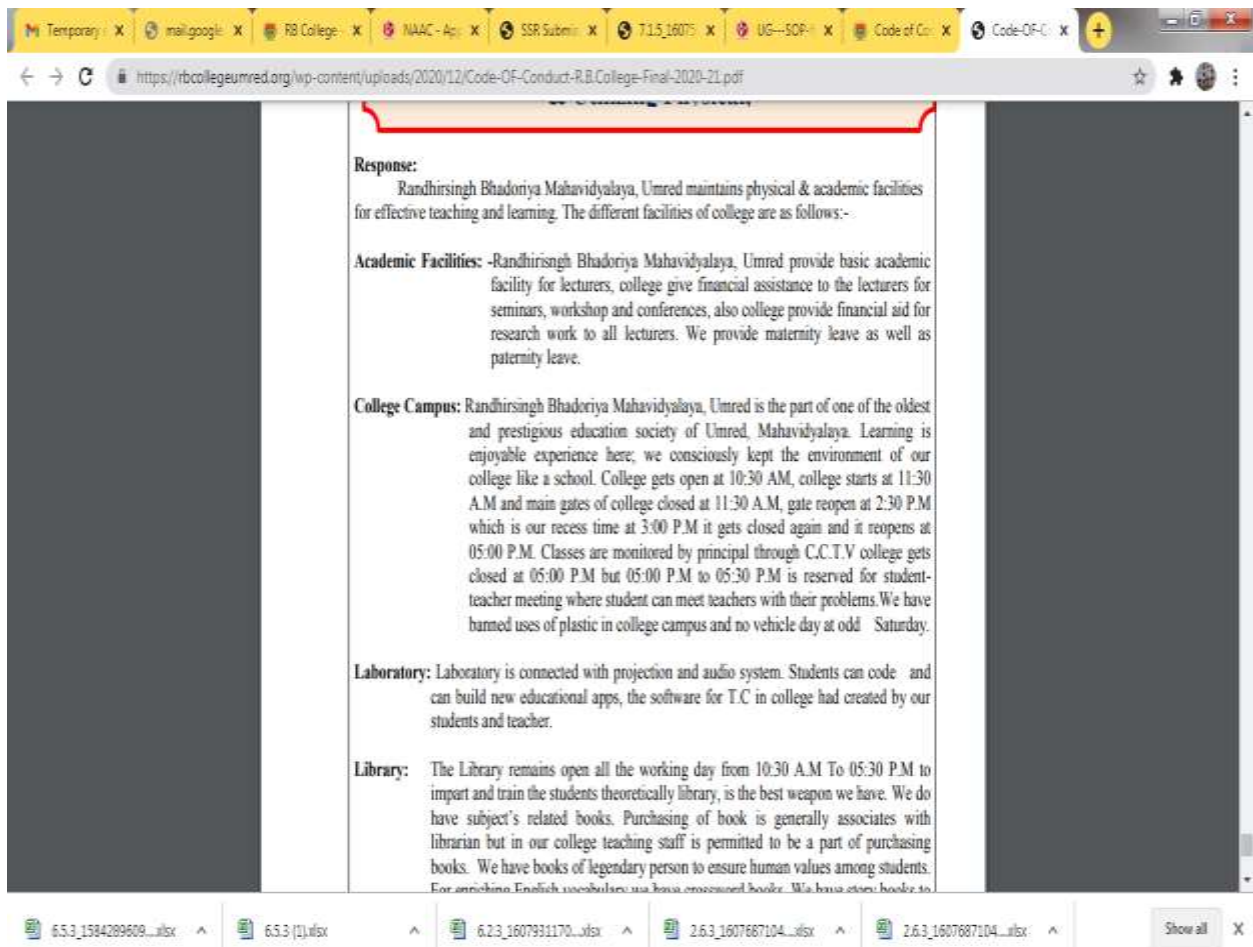 Temporary
mail.google
RB College
NAAC - Ap
SSR Submi
7.1.5_16075
UG---SOP-
Code of Co
Code-OF-C
https://rbcollegeumred.org/wp-content/uploads/2020/12/Code-OF-Conduct-R.B.College-Final-2020-21.pdf
Response:
Randhirsingh Bhadoriya Mahavidyalaya, Umred maintains physical & academic facilities
for effective teaching and learning. The different facilities of college are as follows:-
Academic Facilities: -Randhirisngh Bhadoriya Mahavidyalaya, Umred provide basic academic
facility for lecturers, college give financial assistance to the lecturers for
seminars, workshop and conferences, also college provide financial aid for
research work to all lecturers. We provide maternity leave as well as
paternity leave.
College Campus: Randhirsingh Bhadoriya Mahavidyalaya, Umred is the part of one of the oldest
and prestigious education society of Umred, Mahavidyalaya. Learning is
enjoyable experience here; we consciously kept the environment of our
college like a school. College gets open at 10:30 AM, college starts at 11:30
A.M and main gates of college closed at 11:30 A.M, gate reopen at 2:30 P.M
which is our recess time at 3:00 P.M it gets closed again and it reopens at
05:00 P.M. Classes are monitored by principal through C.C.T.V college gets
closed at 05:00 P.M but 05:00 P.M to 05:30 P.M is reserved for student-
teacher meeting where student can meet teachers with their problems.We have
banned uses of plastic in college campus and no vehicle day at odd Saturday.
Laboratory: Laboratory is connected with projection and audio system. Students can code and
can build new educational apps, the software for T.C in college had created by our
students and teacher.
Library: The Library remains open all the working day from 10:30 A.M To 05:30 P.M to
impart and train the students theoretically library, is the best weapon we have. We do
have subject's related books. Purchasing of book is generally associates with
librarian but in our college teaching staff is permitted to be a part of purchasing
books. We have books of legendary person to ensure human values among students.
For enriching English vocabulary we have crossword books. We have story books to
6.5.3_1584289609....xlsx
6.5.3 (1).xlsx
6.2.3_1607931170....xlsx
2.6.3_1607687104....xlsx
2.6.3_1607687104....xlsx
Show all